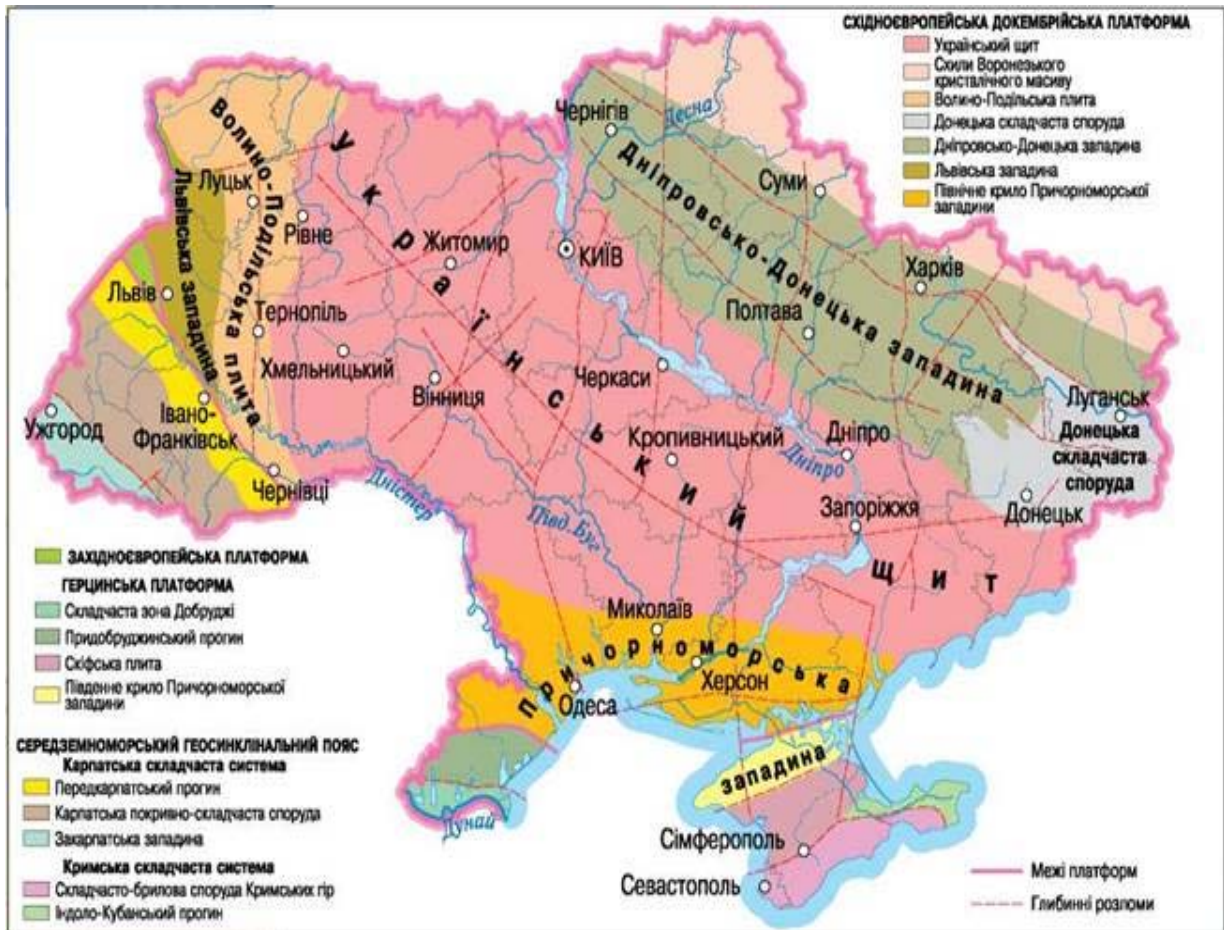 СХІДНОЄВРОПЕЙСЬКА ДОКЕМБРІЙСЬКА ПЛАТФОРМА
Український щит
Схили Воронезького
кристалічного масиву
Волино-Подільська плита
Донецька складчаста споруда
Дніпровсько-Донецька западина
Львівська западина
Північне крило Причорноморської
западини
Волино-Подільська плита
Український щит
Дніпровсько-Донецька западина
Львівська западина
Чернігів
Десна
Суми
Луцьк
Рівне
Житомир
КИЇВ
Харків
Львів
Тернопіль
Полтава
Хмельницький
Вінниця
Черкаси
Луганськ
Ужгород
Івано-
Франківськ
Кропивницький
Дніпро
Дніпро
Донецька
складчаста
споруда
Чернівці
Дністер
Півд. Буг
Запоріжжя
Донецьк
Миколаїв
Причорноморська
Херсон
Одеса
западина
Дунай
Сімферополь
Севастополь
ЗАХІДНОЄВРОПЕЙСЬКА ПЛАТФОРМА
ГЕРЦИНСЬКА ПЛАТФОРМА
Складчаста зона Добруджі
Придобруджинський прогин
Скіфська плита
Південне крило Причорноморської
западини
СЕРЕДЗЕМНОМОРСЬКИЙ ГЕОСИНКЛІНАЛЬНИЙ ПОЯС
Карпатська складчаста система
Передкарпатський прогин
Карпатська покривно-складчаста споруда
Закарпатська западина
Кримська складчаста система
Складчасто-брилова споруда Кримських гір
Індоло-Кубанський прогин
Межі платформ
Глибинні розломи